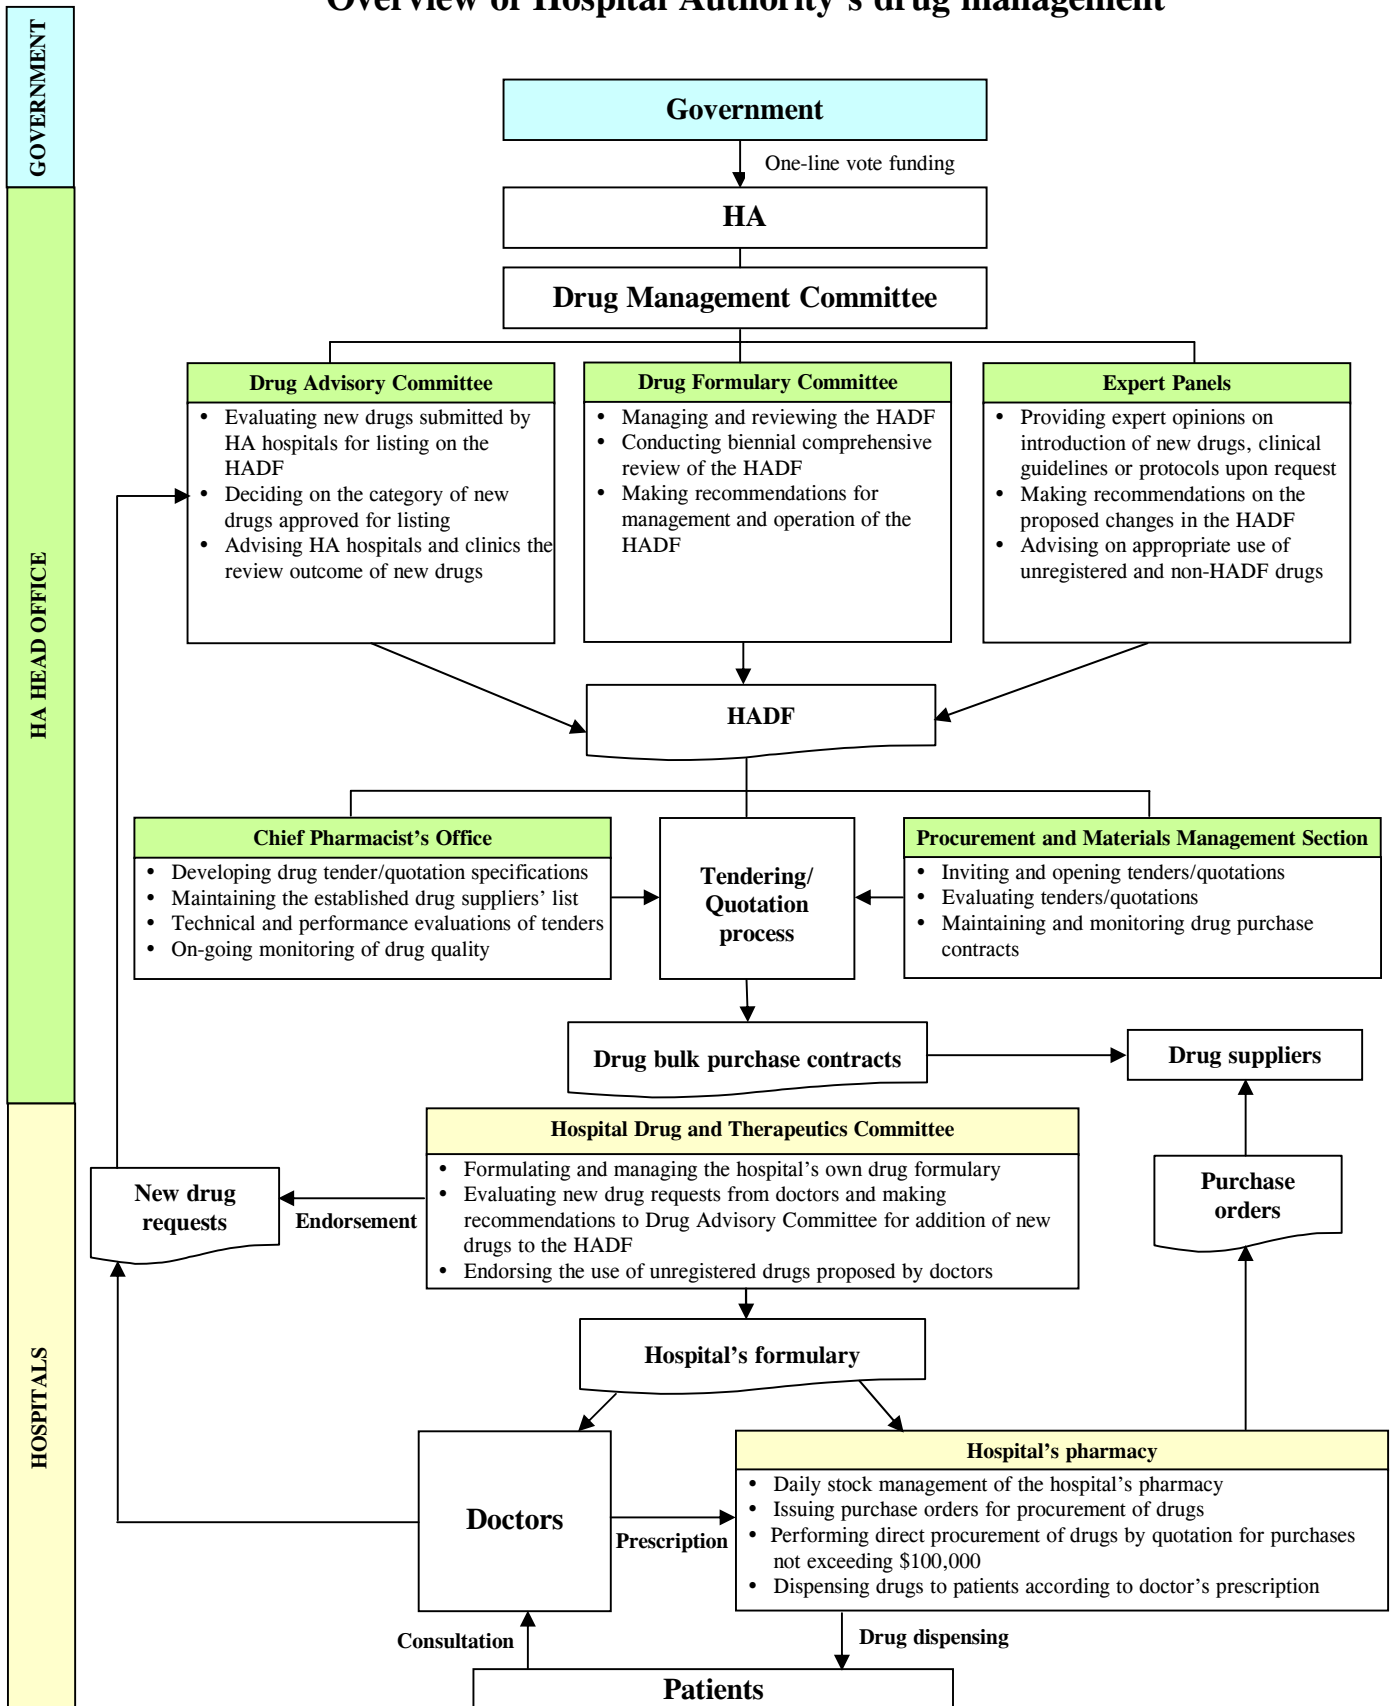 Overview of Hospital Authority's drug management
GOVERNMENT
Government
One-line vote funding
HA HEAD OFFICE
HA
Drug Management Committee
Drug Advisory Committee
• Evaluating new drugs submitted by
HA hospitals for listing on the
HADF
• Deciding on the category of new
drugs approved for listing
• Advising HA hospitals and clinics the
review outcome of new drugs
Drug Formulary Committee
• Managing and reviewing the HADF
• Conducting biennial comprehensive
review of the HADF
• Making recommendations for
management and operation of the
HADF
Expert Panels
• Providing expert opinions on
introduction of new drugs, clinical
guidelines or protocols upon request
• Making recommendations on the
proposed changes in the HADF
• Advising on appropriate use of
unregistered and non-HADF drugs
HADF
Chief Pharmacist's Office
• Developing drug tender/quotation specifications
• Maintaining the established drug suppliers' list
• Technical and performance evaluations of tenders
• On-going monitoring of drug quality
Tendering/
Quotation
process
Procurement and Materials Management Section
• Inviting and opening tenders/quotations
• Evaluating tenders/quotations
• Maintaining and monitoring drug purchase
contracts
Drug bulk purchase contracts
Drug suppliers
HOSPITALS
Hospital Drug and Therapeutics Committee
• Formulating and managing the hospital's own drug formulary
• Evaluating new drug requests from doctors and making
recommendations to Drug Advisory Committee for addition of new
drugs to the HADF
• Endorsing the use of unregistered drugs proposed by doctors
New drug
requests
Endorsement
Purchase
orders
Hospital's formulary
Doctors
Prescription
Hospital's pharmacy
• Daily stock management of the hospital's pharmacy
• Issuing purchase orders for procurement of drugs
• Performing direct procurement of drugs by quotation for purchases
not exceeding $100,000
• Dispensing drugs to patients according to doctor's prescription
Consultation
Drug dispensing
Patients